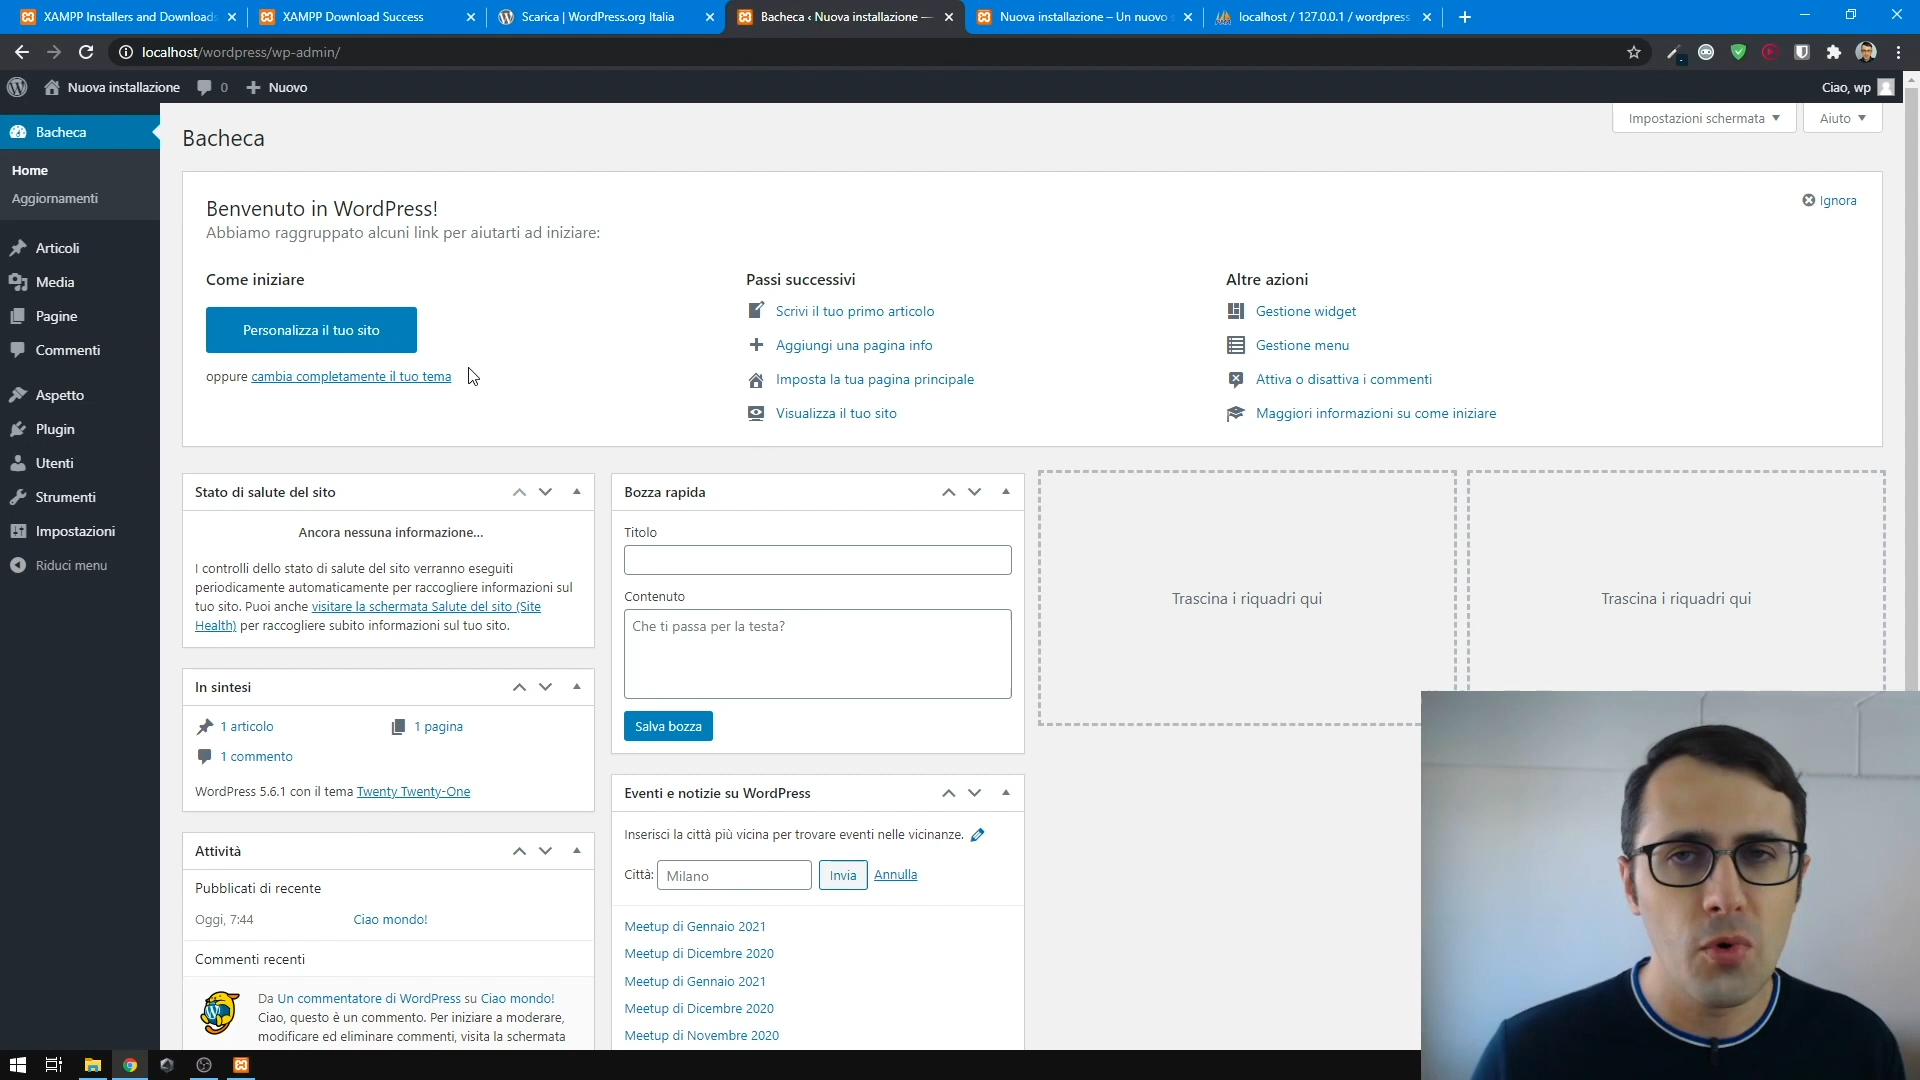 XAMPP Installers and Downloads
XAMPP Download Success
Scarica | WordPress.org Italia
Bacheca ‹ Nuova installazione —
Nuova installazione – Un nuovo s
localhost / 127.0.0.1 / wordpress
localhost/wordpress/wp-admin/
Nuova installazione
0
Nuovo
Ciao, wp
Bacheca
Home
Aggiornamenti
Articoli
Media
Pagine
Commenti
Aspetto
Plugin
Utenti
Strumenti
Impostazioni
Riduci menu
Bacheca
Impostazioni schermata
Aiuto
Benvenuto in WordPress!
Abbiamo raggruppato alcuni link per aiutarti ad iniziare:
Ignora
Come iniziare
Personalizza il tuo sito
oppure cambia completamente il tuo tema
Passi successivi
Scrivi il tuo primo articolo
Aggiungi una pagina info
Imposta la tua pagina principale
Visualizza il tuo sito
Altre azioni
Gestione widget
Gestione menu
Attiva o disattiva i commenti
Maggiori informazioni su come iniziare
Stato di salute del sito
Ancora nessuna informazione...
I controlli dello stato di salute del sito verranno eseguiti
periodicamente automaticamente per raccogliere informazioni sul
tuo sito. Puoi anche visitare la schermata Salute del sito (Site
Health) per raccogliere subito informazioni sul tuo sito.
In sintesi
1 articolo
1 pagina
1 commento
WordPress 5.6.1 con il tema Twenty Twenty-One
Attività
Pubblicati di recente
Oggi, 7:44
Ciao mondo!
Commenti recenti
Da Un commentatore di WordPress su Ciao mondo!
Ciao, questo è un commento. Per iniziare a moderare,
modificare ed eliminare commenti, visita la schermata
Bozza rapida
Titolo
Contenuto
Che ti passa per la testa?
Salva bozza
Eventi e notizie su WordPress
Inserisci la città più vicina per trovare eventi nelle vicinanze.
Città:
Milano
Invia
Annulla
Meetup di Gennaio 2021
Meetup di Dicembre 2020
Meetup di Gennaio 2021
Meetup di Dicembre 2020
Meetup di Novembre 2020
Trascina i riquadri qui
Trascina i riquadri qui